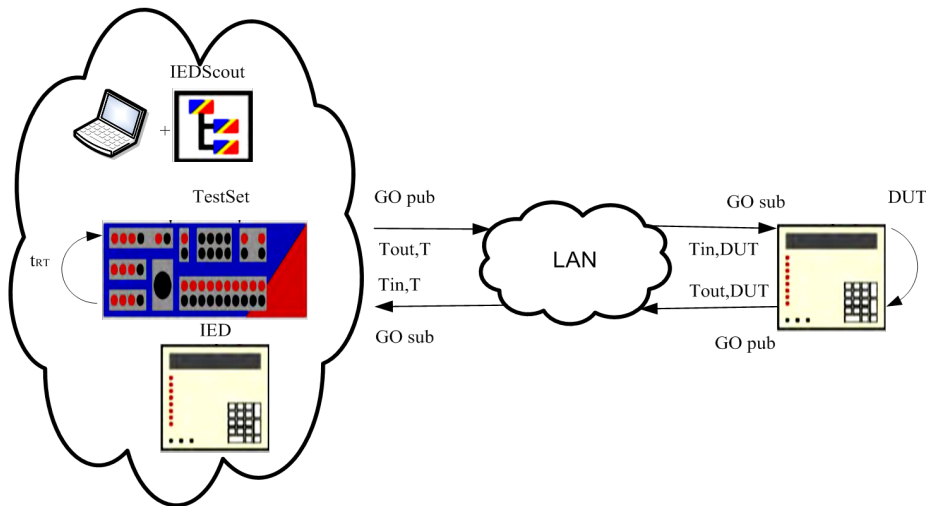 IEDScout
+
TestSet
tRT
IED
GO pub
Tout,T
Tin,T
GO sub
LAN
GO sub
DUT
Tin,DUT
Tout,DUT
GO pub